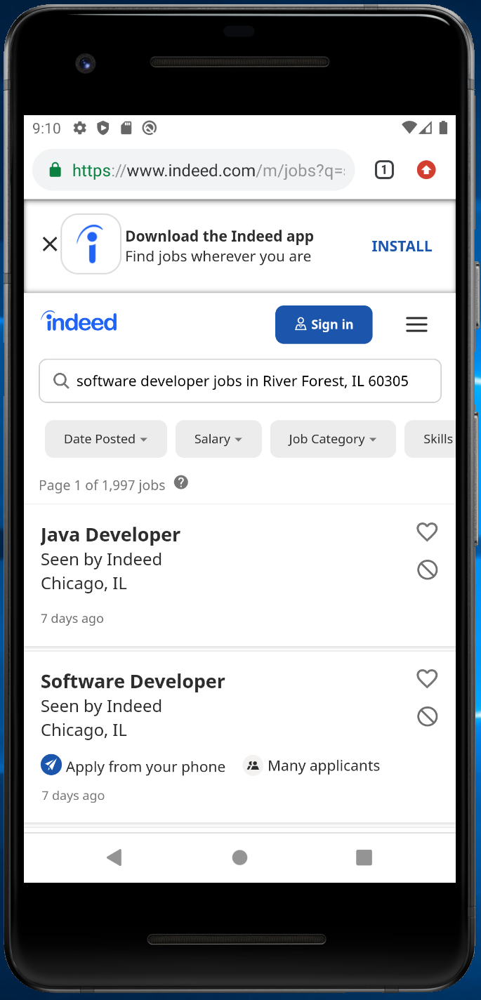 9:10
https://www.indeed.com/m/jobs?q=
1
Download the Indeed app
Find jobs wherever you are
INSTALL
indeed
Sign in
software developer jobs in River Forest, IL 60305
Date Posted
Salary
Job Category
Skills
Page 1 of 1,997 jobs
?
Java Developer
Seen by Indeed
Chicago, IL
7 days ago
Software Developer
Seen by Indeed
Chicago, IL
Apply from your phone
Many applicants
7 days ago